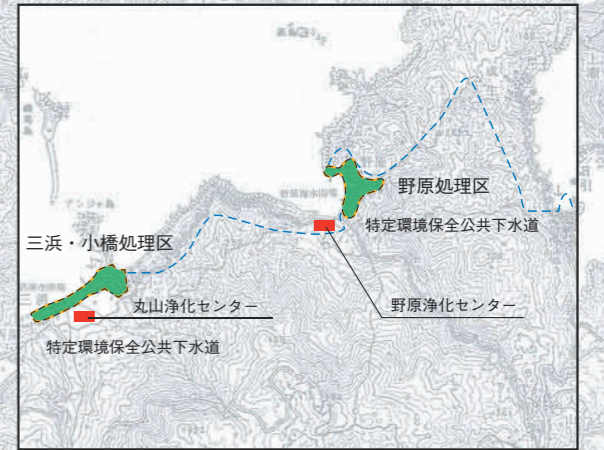 野原処理区
特定環境保全公共下水道
三浜・小橋処理区
丸山浄化センター
野原浄化センター
特定環境保全公共下水道